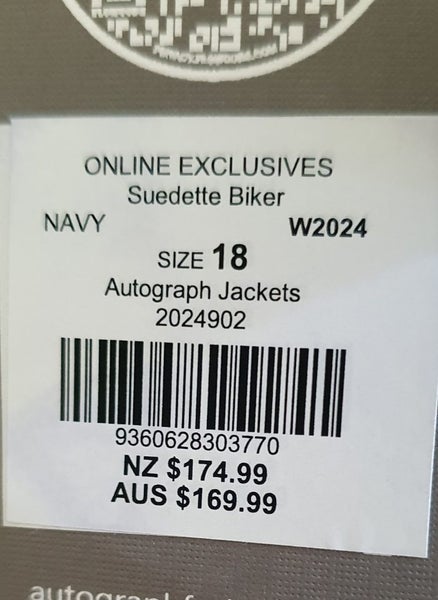 ONLINE EXCLUSIVES
Suedette Biker
NAVY W2024
SIZE 18
Autograph Jackets
2024902
9360628303770
NZ $174.99
AUS $169.99